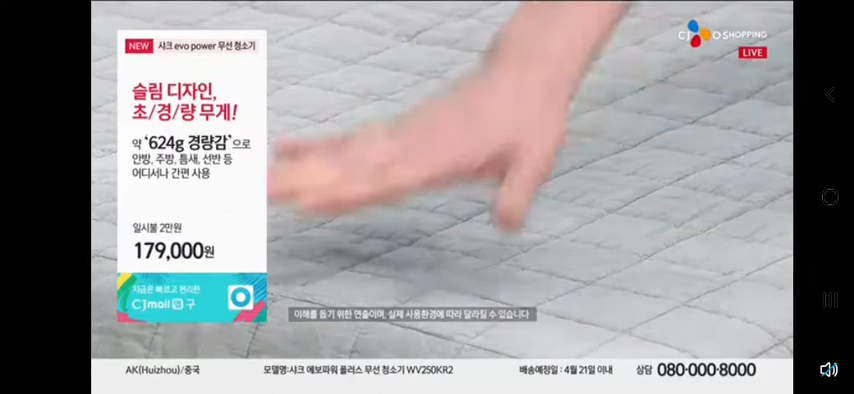 NEW 샤크 evo power 무선 청소기
슬림 디자인,
초/경/량 무게!
약 '624g 경량감'으로
안방, 주방, 틈새, 선반 등
어디서나 간편 사용
일시불 2만원
179,000원
지금은 빠르고 편리한
CJmall 앱 구
CJ O SHOPPING
LIVE
이해를 돕기 위한 연출이며, 실제 사용환경에 따라 달라질 수 있습니다
AK(Huizhou)/중국 모델명:샤크 에보파워 플러스 무선 청소기 WV250KR2 배송예정일 : 4월 21일 이내 상담 080·000·8000